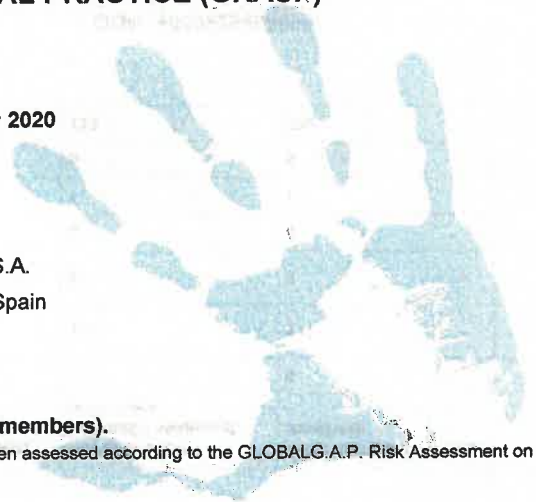 AL PRACTICE (GRASP)
2020
S.A.
Spain
members).
en assessed according to the GLOBALG.A.P. Risk Assessment on